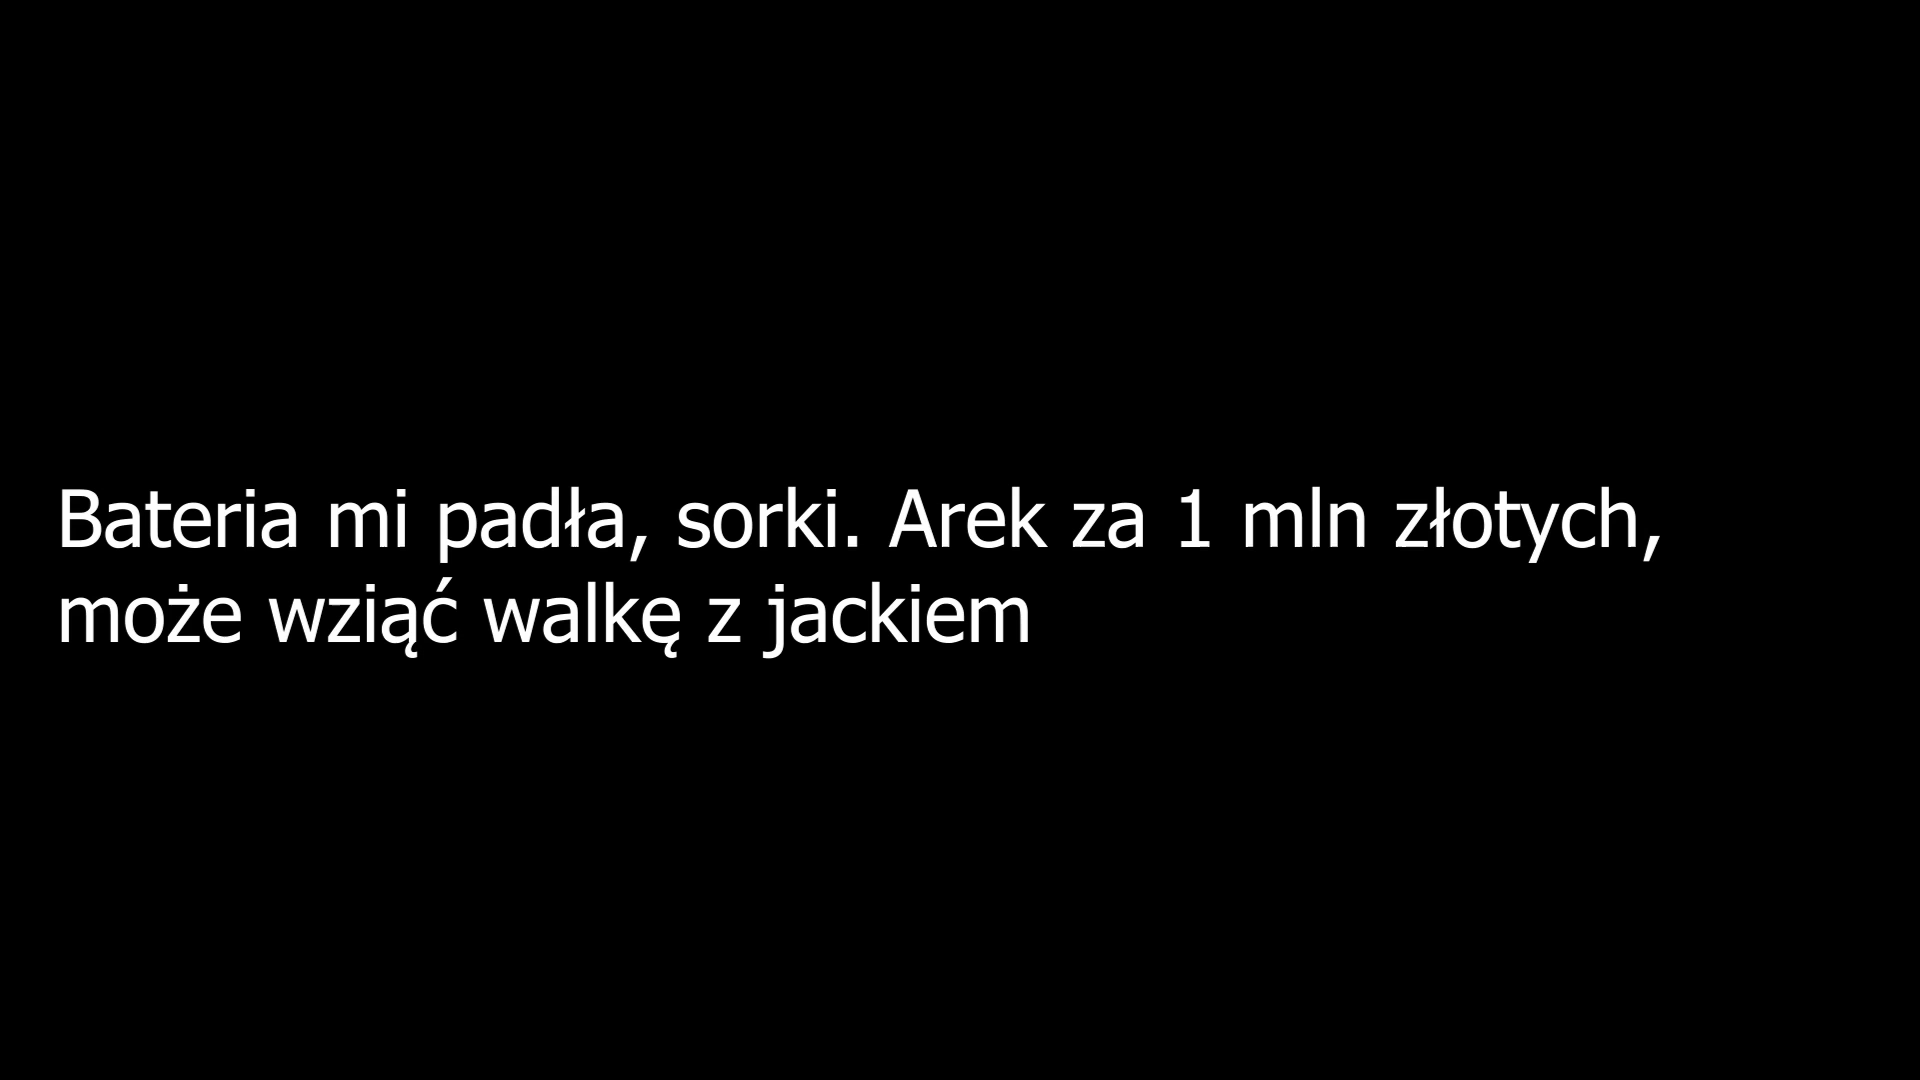 Bateria mi padła, sorki. Arek za 1 mln złotych,
może wziąć walkę z jackiem